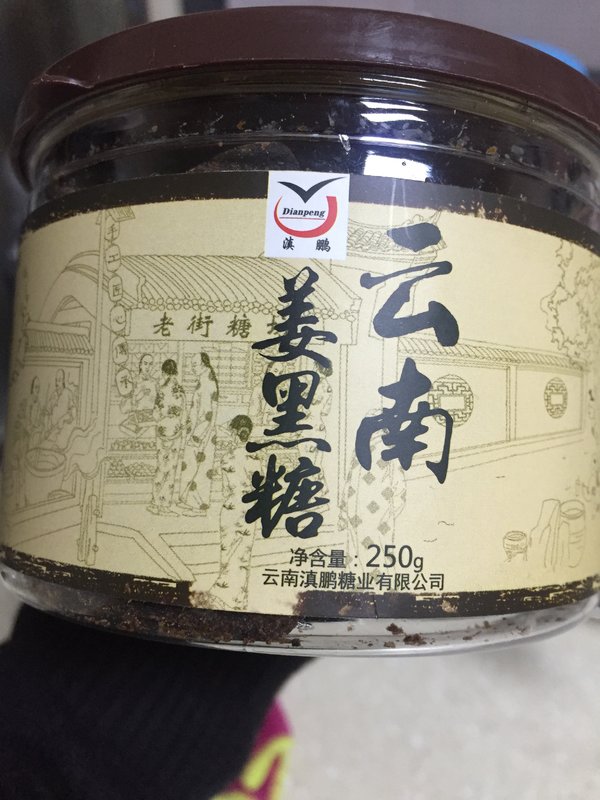 Dianpeng
滇鹏
云南
姜黑糖
老街糖
净含量：250g
云南滇鹏糖业有限公司